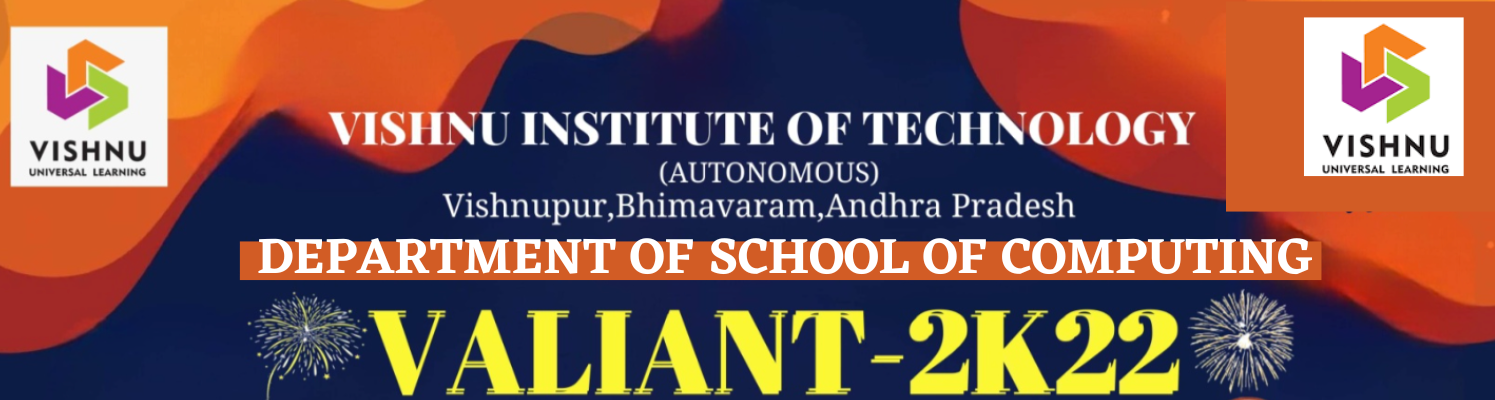 VISHNU
UNIVERSAL LEARNING
VISHNU
UNIVERSAL LEARNING
VISHNU INSTITUTE OF TECHNOLOGY
(AUTONOMOUS)
Vishnupur,Bhimavaram,Andhra Pradesh
DEPARTMENT OF SCHOOL OF COMPUTING
VALIANT-2K22